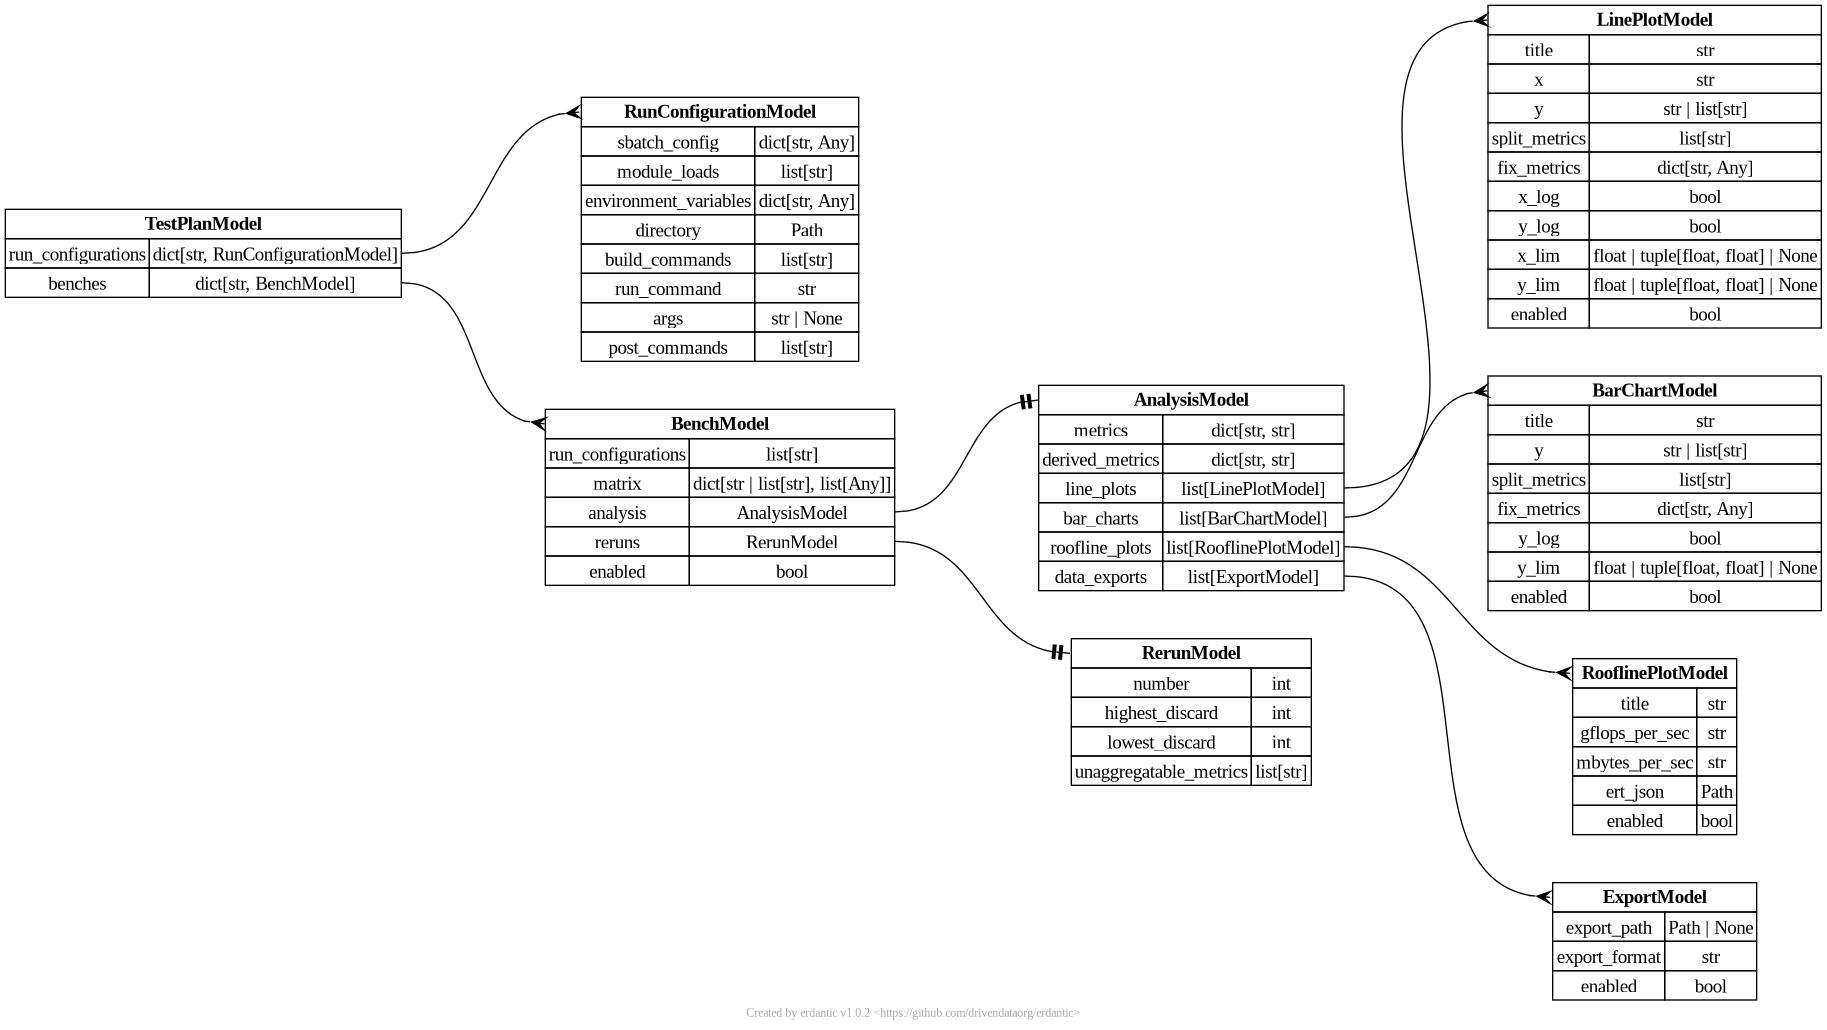 TestPlanModel
run_configurations dict[str, RunConfigurationModel]
benches dict[str, BenchModel]
RunConfigurationModel
sbatch_config dict[str, Any]
module_loads list[str]
environment_variables dict[str, Any]
directory Path
build_commands list[str]
run_command str
args str | None
post_commands list[str]
BenchModel
run_configurations list[str]
matrix dict[str | list[str], list[Any]]
analysis AnalysisModel
reruns RerunModel
enabled bool
AnalysisModel
metrics dict[str, str]
derived_metrics dict[str, str]
line_plots list[LinePlotModel]
bar_charts list[BarChartModel]
roofline_plots list[RooflinePlotModel]
data_exports list[ExportModel]
RerunModel
number int
highest_discard int
lowest_discard int
unaggregatable_metrics list[str]
LinePlotModel
title str
x str
y str | list[str]
split_metrics list[str]
fix_metrics dict[str, Any]
x_log bool
y_log bool
x_lim float | tuple[float, float] | None
y_lim float | tuple[float, float] | None
enabled bool
BarChartModel
title str
y str | list[str]
split_metrics list[str]
fix_metrics dict[str, Any]
y_log bool
y_lim float | tuple[float, float] | None
enabled bool
RooflinePlotModel
title str
gflops_per_sec str
mbytes_per_sec str
ert_json Path
enabled bool
ExportModel
export_path Path | None
export_format str
enabled bool
Created by erdantic v1.0.2 <https://github.com/drivendataorg/erdantic>